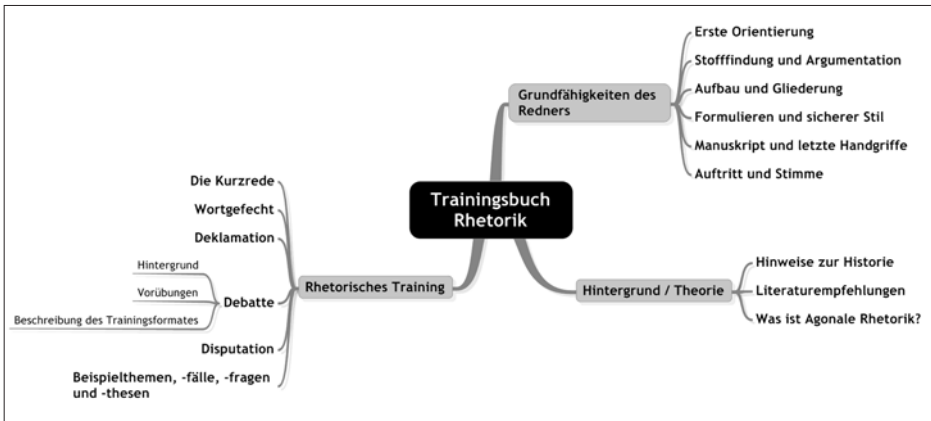 Trainingsbuch
Rhetorik
Grundfähigkeiten des
Redners
Erste Orientierung
Stofffindung und Argumentation
Aufbau und Gliederung
Formulieren und sicherer Stil
Manuskript und letzte Handgriffe
Auftritt und Stimme
Hintergrund / Theorie
Hinweise zur Historie
Literaturempfehlungen
Was ist Agonale Rhetorik?
Rhetorisches Training
Die Kurzrede
Wortgefecht
Deklamation
Debatte
Hintergrund
Vorübungen
Beschreibung des Trainingsformates
Disputation
Beispielthemen, -fälle, -fragen
und -thesen